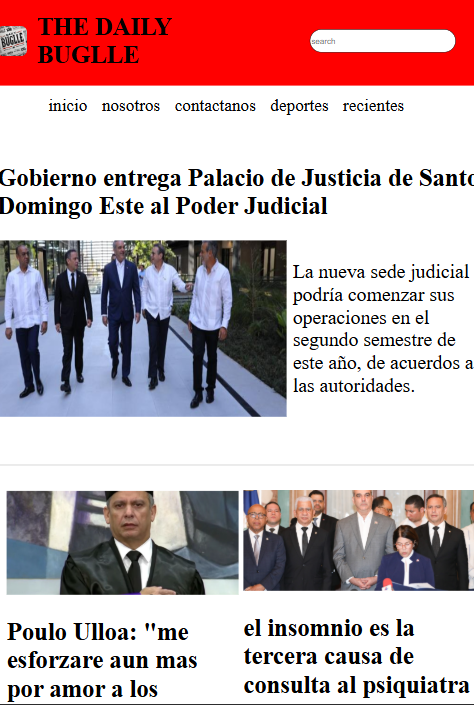 BUGLLE
THE DAILY
BUGLLE
search
inicio nosotros contactanos deportes recientes
Gobierno entrega Palacio de Justicia de Santo
Domingo Este al Poder Judicial
La nueva sede judicial
podría comenzar sus
operaciones en el
segundo semestre de
este año, de acuerdos a
las autoridades.
Poulo Ulloa: "me
esforzare aun mas
por amor a los
el insomnio es la
tercera causa de
consulta al psiquiatra